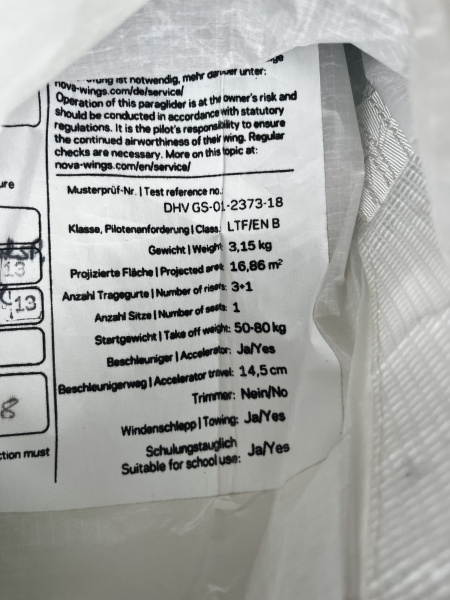 ist notwendig, mehr darüber unter:
nova-wings.com/de/service/
Operation of this paraglider is at the owner's risk and
should be conducted in accordance with statutory
regulations. It is the pilot's responsibility to ensure
the continued airworthiness of their wing. Regular
checks are necessary. More on this topic at:
nova-wings.com/en/service/
Musterprüf-Nr. | Test reference no.
DHV GS-01-2373-18
Klasse, Pilotenanforderung | Class: LTF/EN B
Gewicht | Weight: 3,15 kg
Projizierte Fläche | Projected area: 16,86 m²
Anzahl Tragegurte | Number of risers: 3+1
Anzahl Sitze | Number of seats: 1
Startgewicht | Take off weight: 50-80 kg
Beschleuniger | Accelerator: Ja/Yes
Beschleunigerweg | Accelerator travel: 14,5 cm
Trimmer: Nein/No
Windenschlepp | Towing: Ja/Yes
Schulungstauglich
Suitable for school use: Ja/Yes
ure
13
13
8
ction must